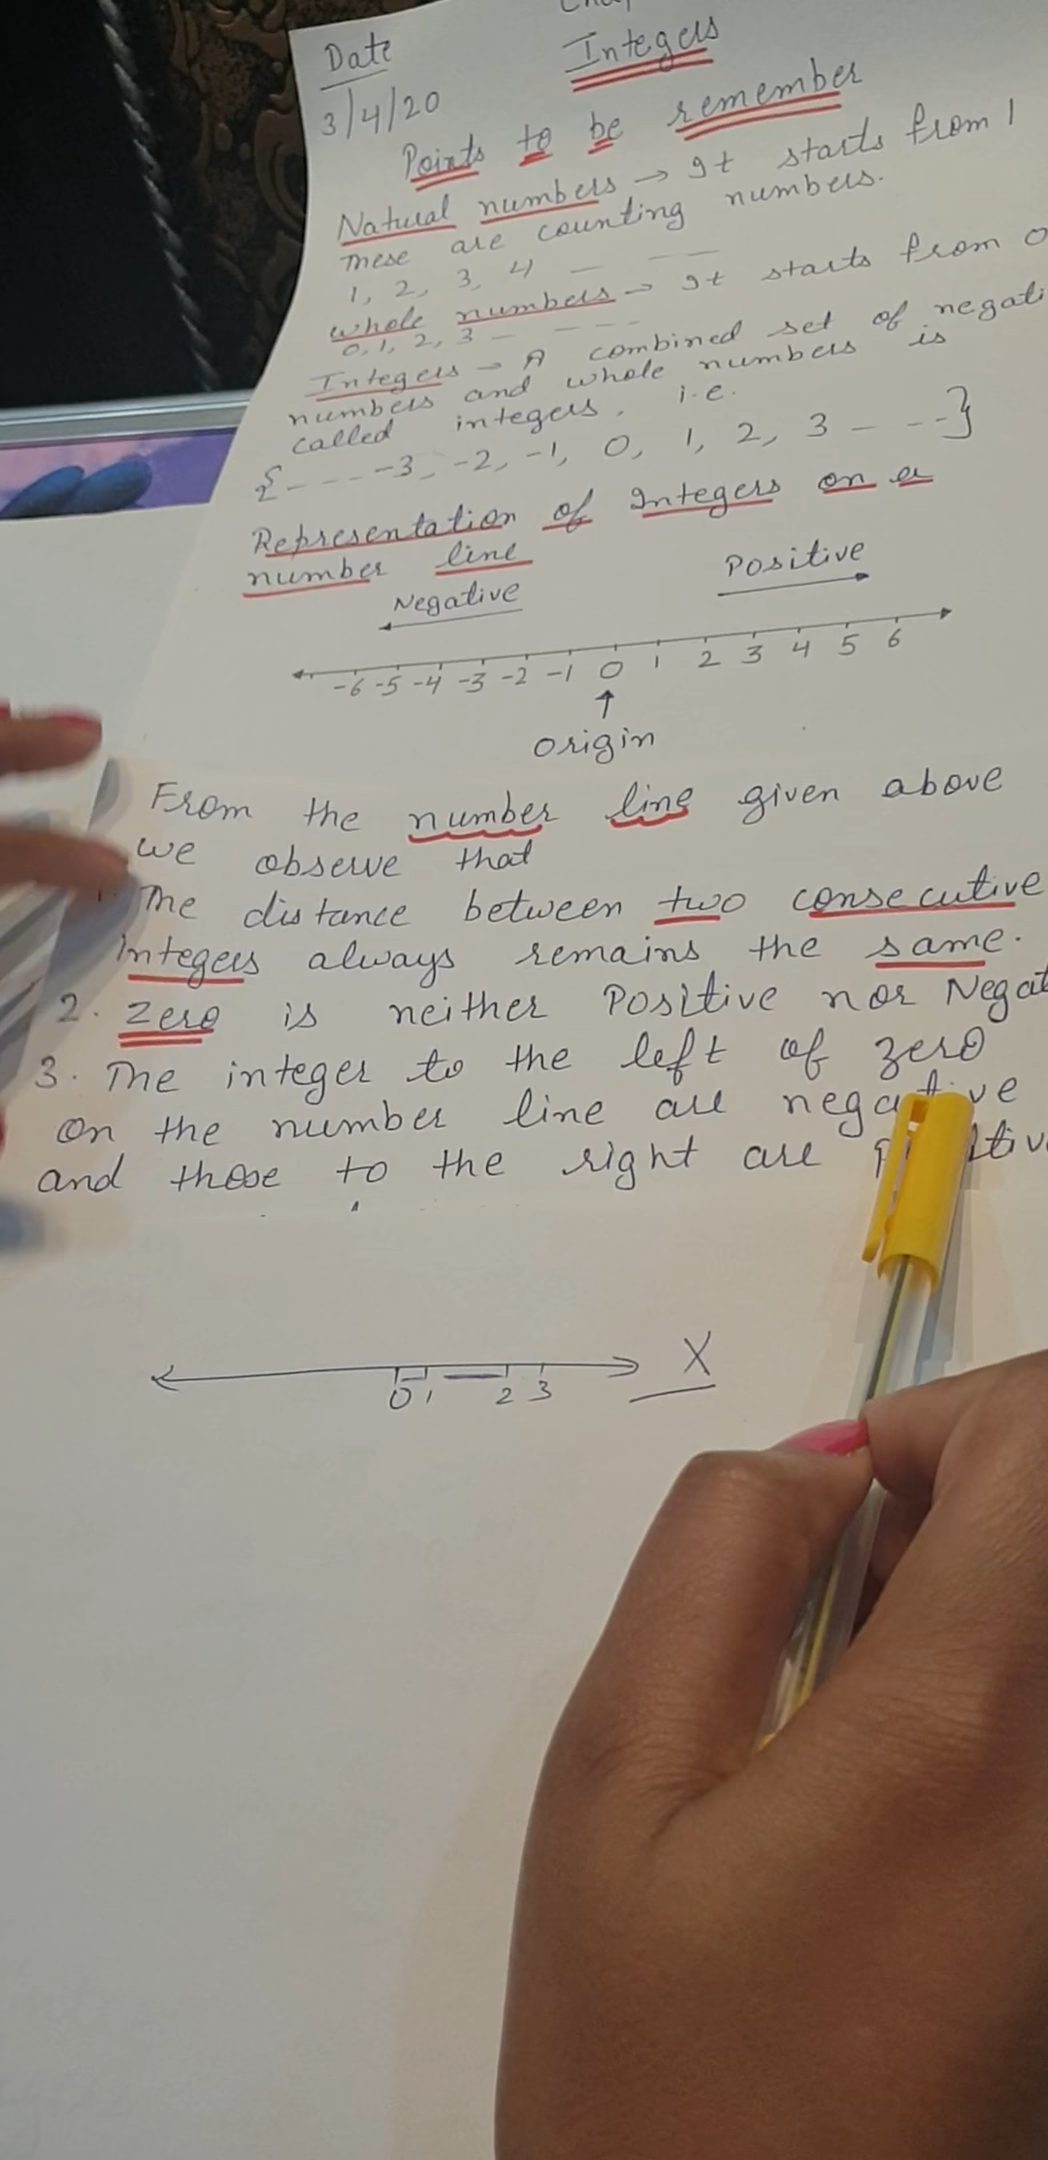 Date
Integers
3/4/20
Points to be remember
Natural numbers → It starts from 1
These are counting numbers.
1, 2, 3, 4 — — —
whole numbers → It starts from 0
0, 1, 2, 3 — — — —
Integers → A combined set of negati
numbers and whole numbers is
called integers. i.e.
{- - - -3, -2, -1, 0, 1, 2, 3 - - -}
Representation of Integers on a
number line
Negative Positive
-6 -5 -4 -3 -2 -1 0 1 2 3 4 5 6
↑
origin
From the number line given above
we observe that
1. The distance between two consecutive
integers always remains the same.
2. Zero is neither Positive nor Negat
3. The integer to the left of zero
on the number line are negative
and those to the right are
0 1 2 3 X